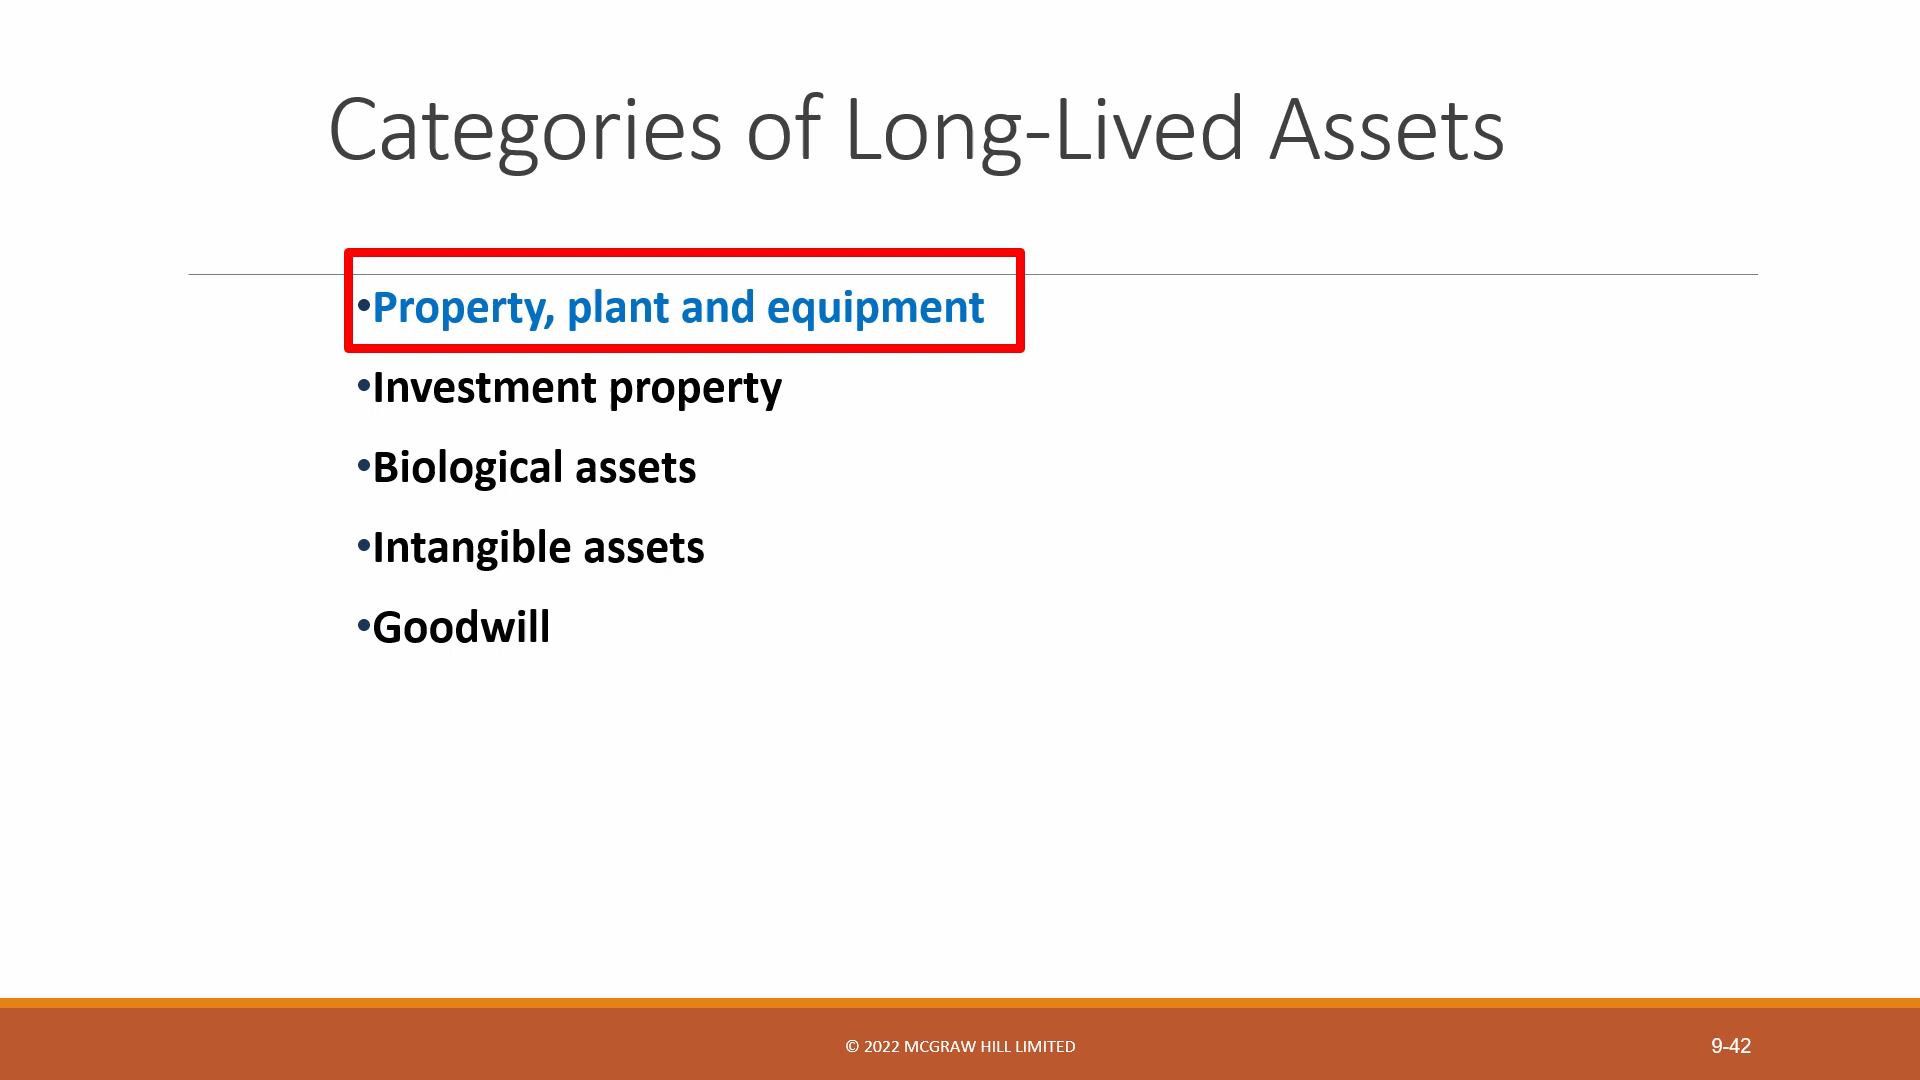 Categories of Long-Lived Assets
•Property, plant and equipment
•Investment property
•Biological assets
•Intangible assets
•Goodwill
© 2022 MCGRAW HILL LIMITED
9-42